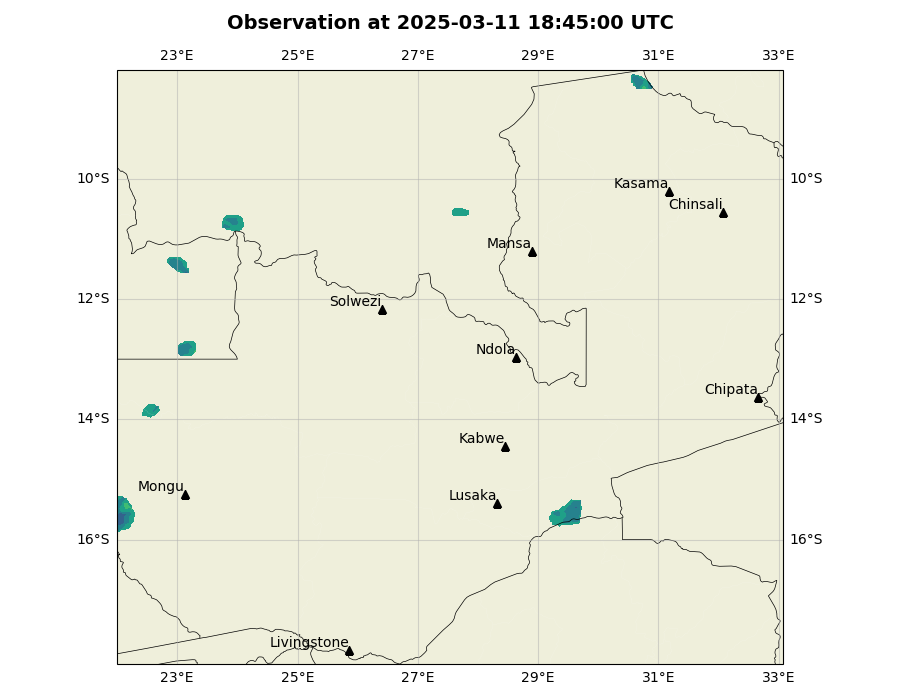 Observation at 2025-03-11 18:45:00 UTC
23°E 25°E 27°E 29°E 31°E 33°E
10°S 10°S
Kasama
Chinsali
Mansa
12°S 12°S
Solwezi
Ndola
Chipata
14°S 14°S
Kabwe
Mongu
Lusaka
16°S 16°S
Livingstone
23°E 25°E 27°E 29°E 31°E 33°E